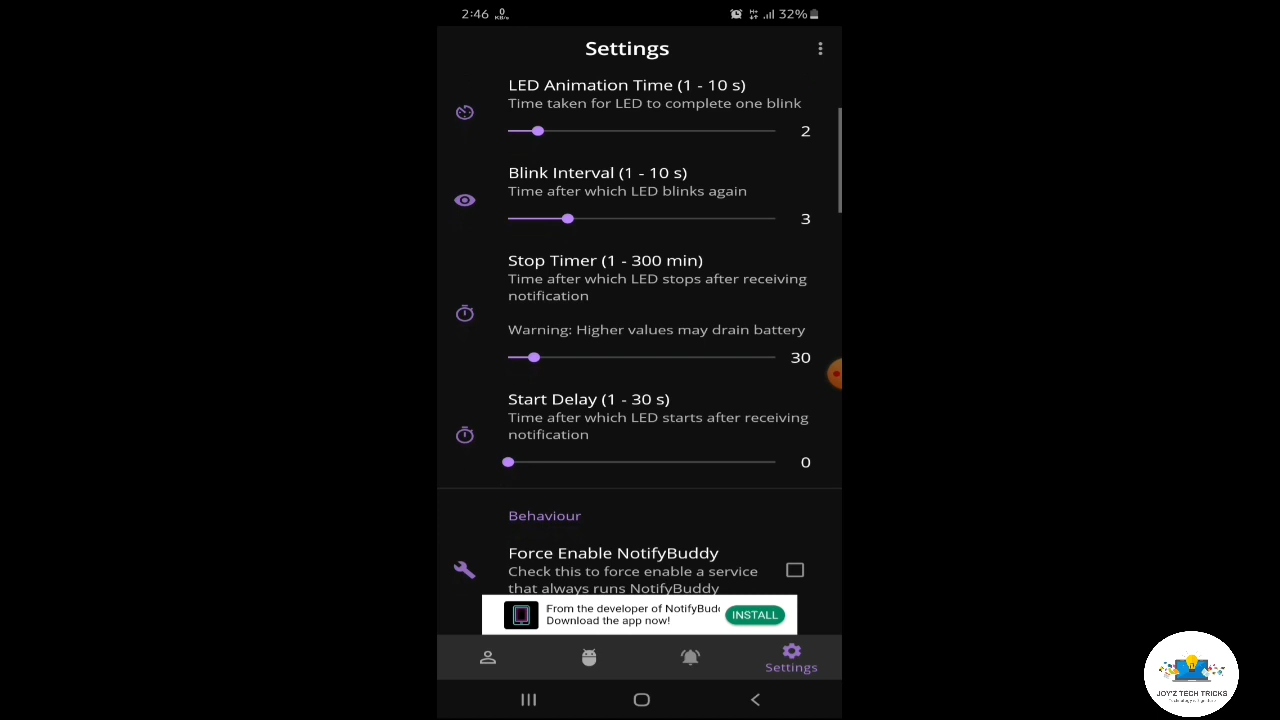 2:46 0 KB/s 32%
Settings
LED Animation Time (1 - 10 s)
Time taken for LED to complete one blink
2
Blink Interval (1 - 10 s)
Time after which LED blinks again
3
Stop Timer (1 - 300 min)
Time after which LED stops after receiving
notification
Warning: Higher values may drain battery
30
Start Delay (1 - 30 s)
Time after which LED starts after receiving
notification
0
Behaviour
Force Enable NotifyBuddy
Check this to force enable a service
that always runs NotifyBuddy
From the developer of NotifyBud
Download the app now!
INSTALL
Settings
JOY'Z TECH TRICKS